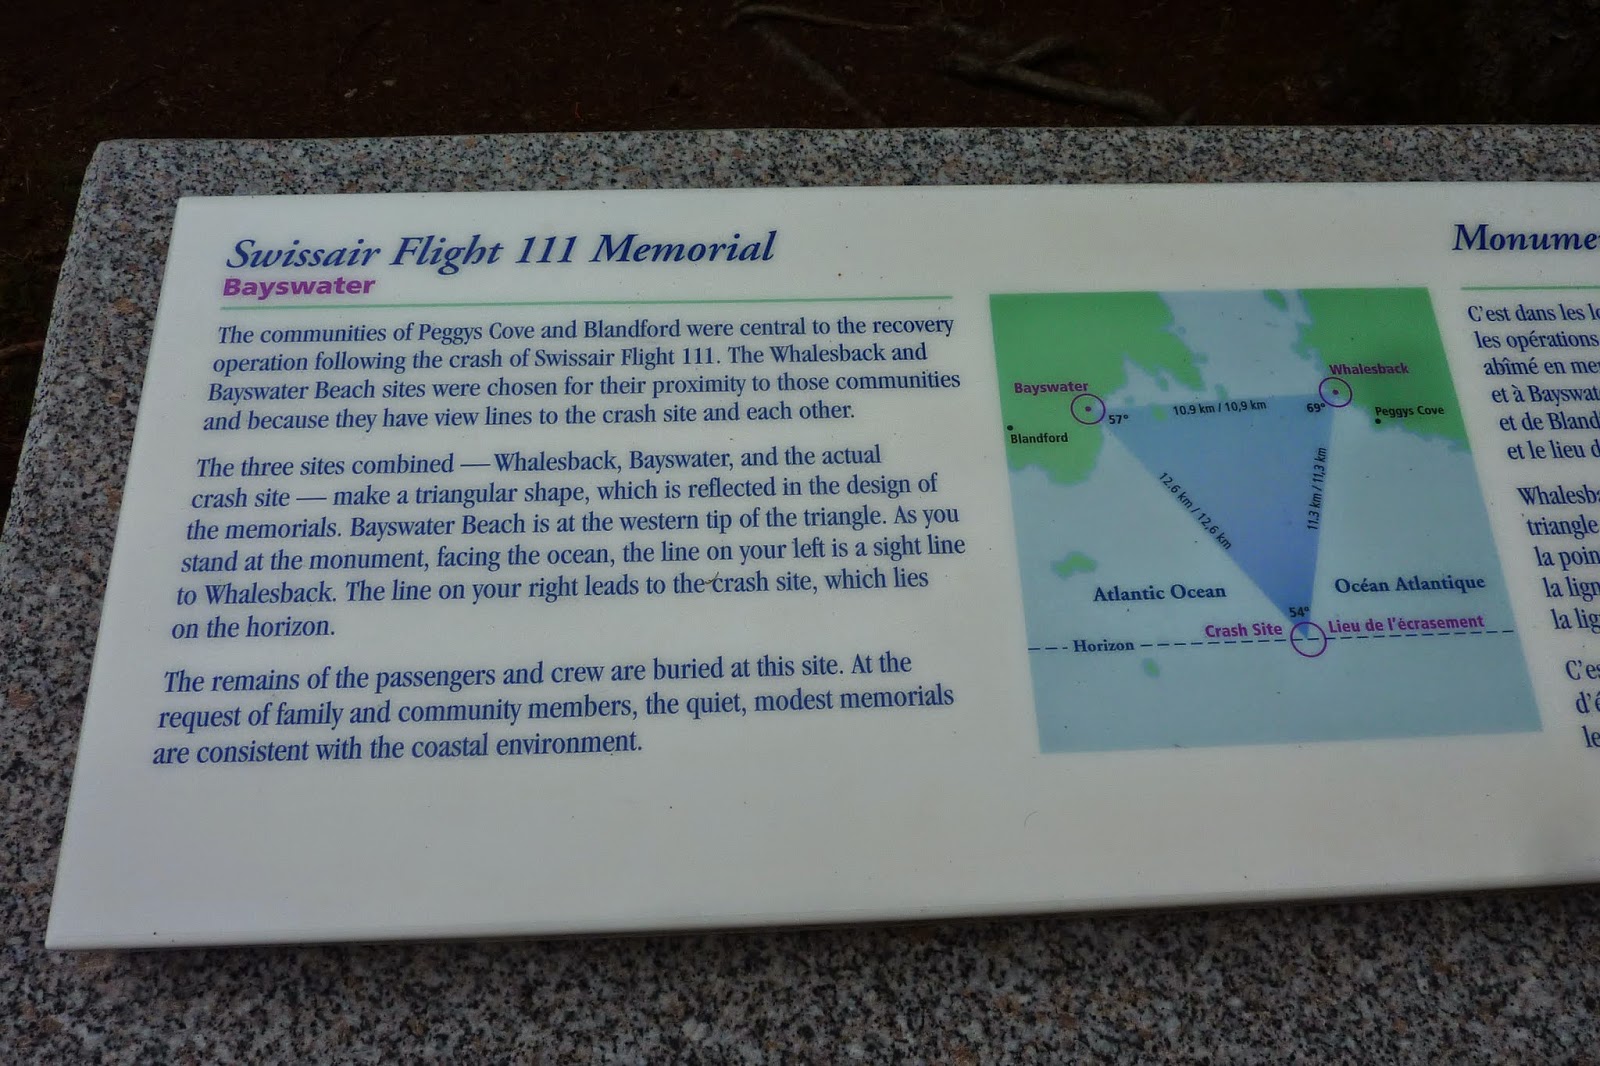 Swissair Flight 111 Memorial
Bayswater
The communities of Peggys Cove and Blandford were central to the recovery
operation following the crash of Swissair Flight 111. The Whalesback and
Bayswater Beach sites were chosen for their proximity to those communities
and because they have view lines to the crash site and each other.
The three sites combined — Whalesback, Bayswater, and the actual
crash site — make a triangular shape, which is reflected in the design of
the memorials. Bayswater Beach is at the western tip of the triangle. As you
stand at the monument, facing the ocean, the line on your left is a sight line
to Whalesback. The line on your right leads to the crash site, which lies
on the horizon.
The remains of the passengers and crew are buried at this site. At the
request of family and community members, the quiet, modest memorials
are consistent with the coastal environment.
Whalesback
Bayswater
57°
10.9 km / 10,9 km
69°
Peggys Cove
Blandford
12.6 km / 12,6 km
11.3 km / 11,3 km
Atlantic Ocean
Océan Atlantique
54°
Crash Site
Lieu de l'écrasement
Horizon
C'est dans les
les opérations
abîmé en
et à
et de
et le lieu
triangle
la
la
la